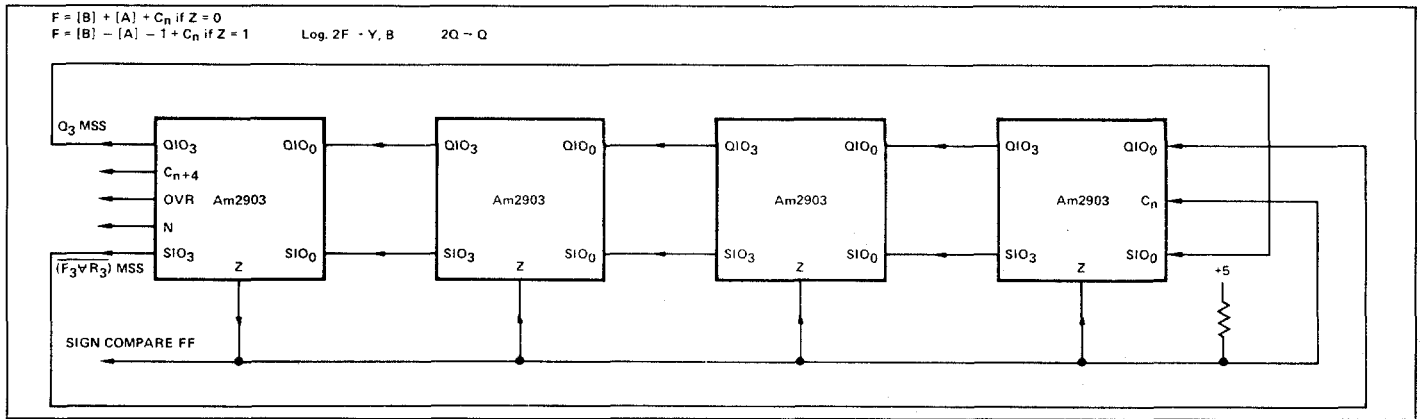 F = [B] + [A] + Cn if Z = 0
F = [B] – [A] – 1 + Cn if Z = 1 Log. 2F → Y, B 2Q → Q
Q3 MSS
QIO3 QIO0 QIO3 QIO0 QIO3 QIO0 QIO3 QIO0
Cn+4
OVR Am2903 Am2903 Am2903 Am2903 Cn
N
SIO3 SIO0 SIO3 SIO0 SIO3 SIO0 SIO3 SIO0
(F3∀R3) MSS
Z Z Z Z
+5
SIGN COMPARE FF